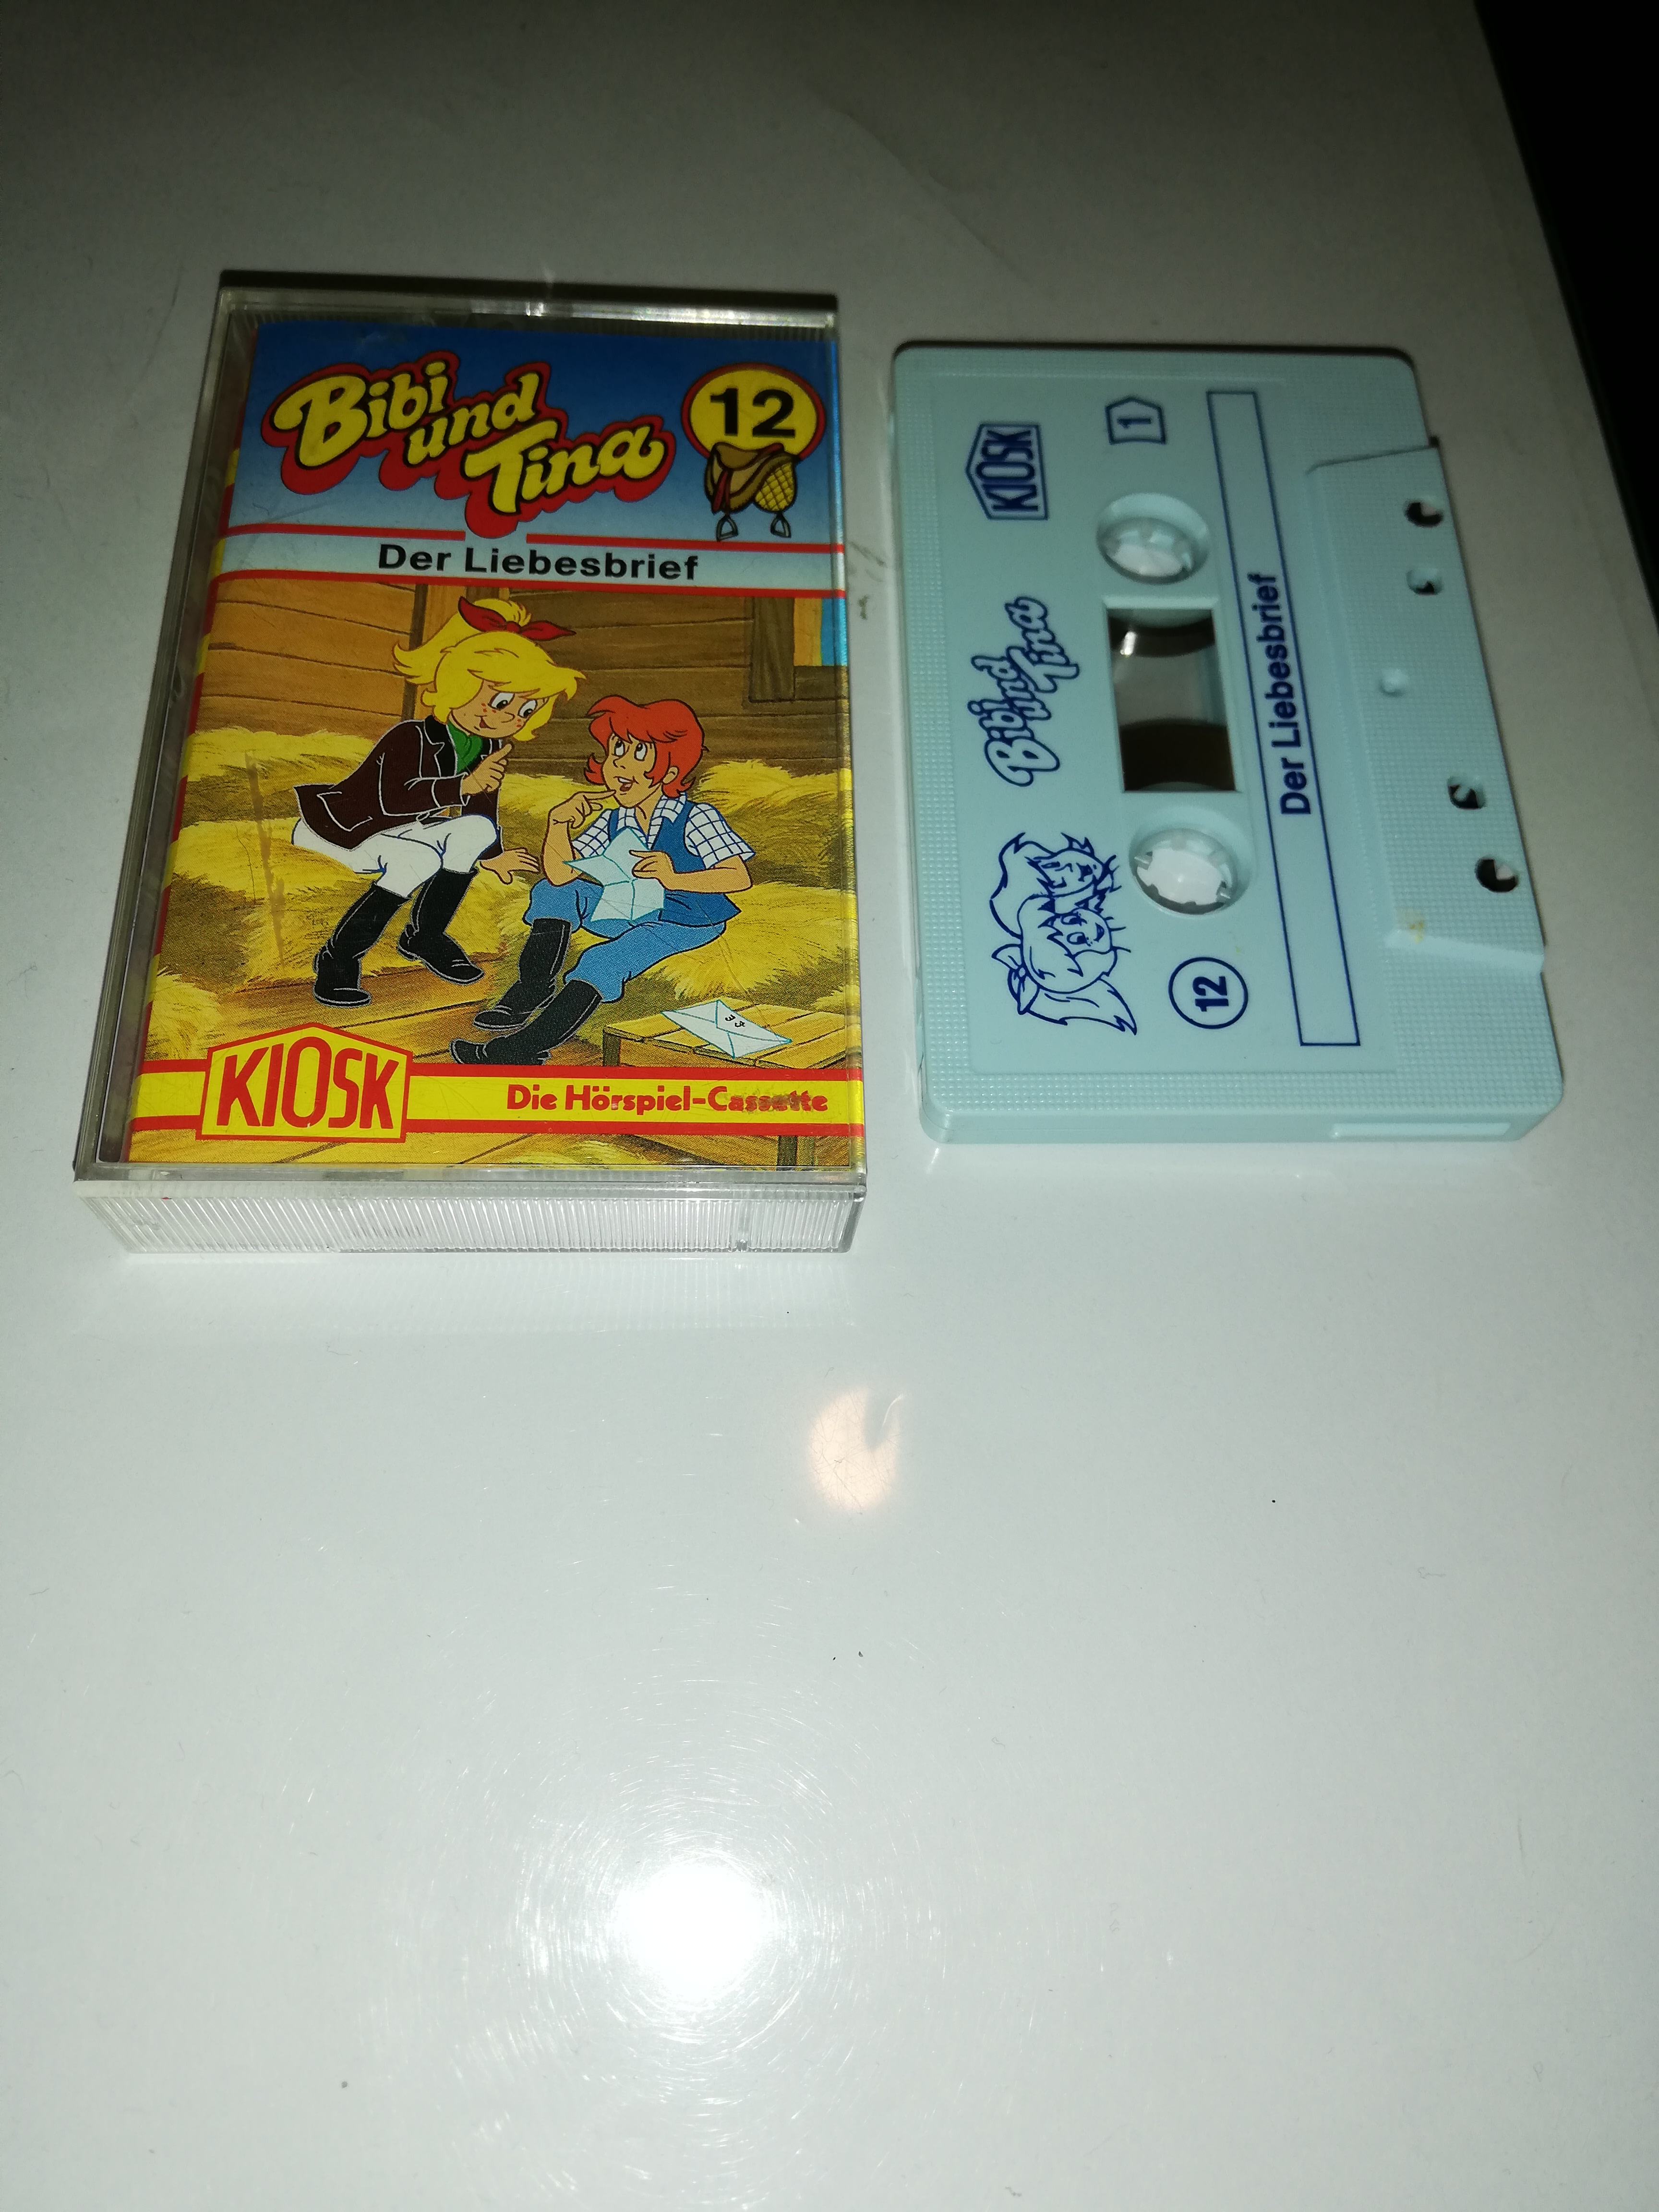 Bibi
und
Tina
12
Der Liebesbrief
KIOSK
Die Hörspiel-Cassette
KIOSK
1
Bibi
und
Tina
Der Liebesbrief
12